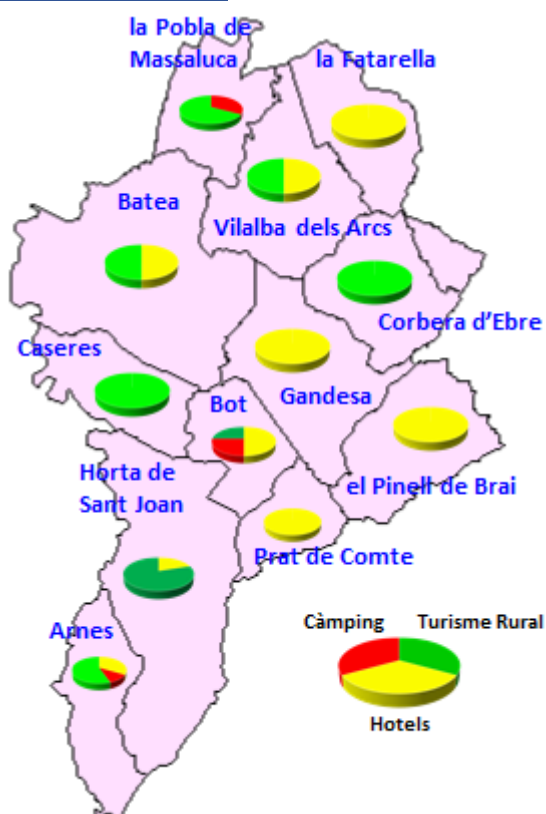 la Pobla de
Massaluca
la Fatarella
Batea
Vilalba dels Arcs
Corbera d'Ebre
Caseres
Bot
Gandesa
el Pinell de Brai
Horta de
Sant Joan
Prat de Comte
Arnes
Càmping
Turisme Rural
Hotels